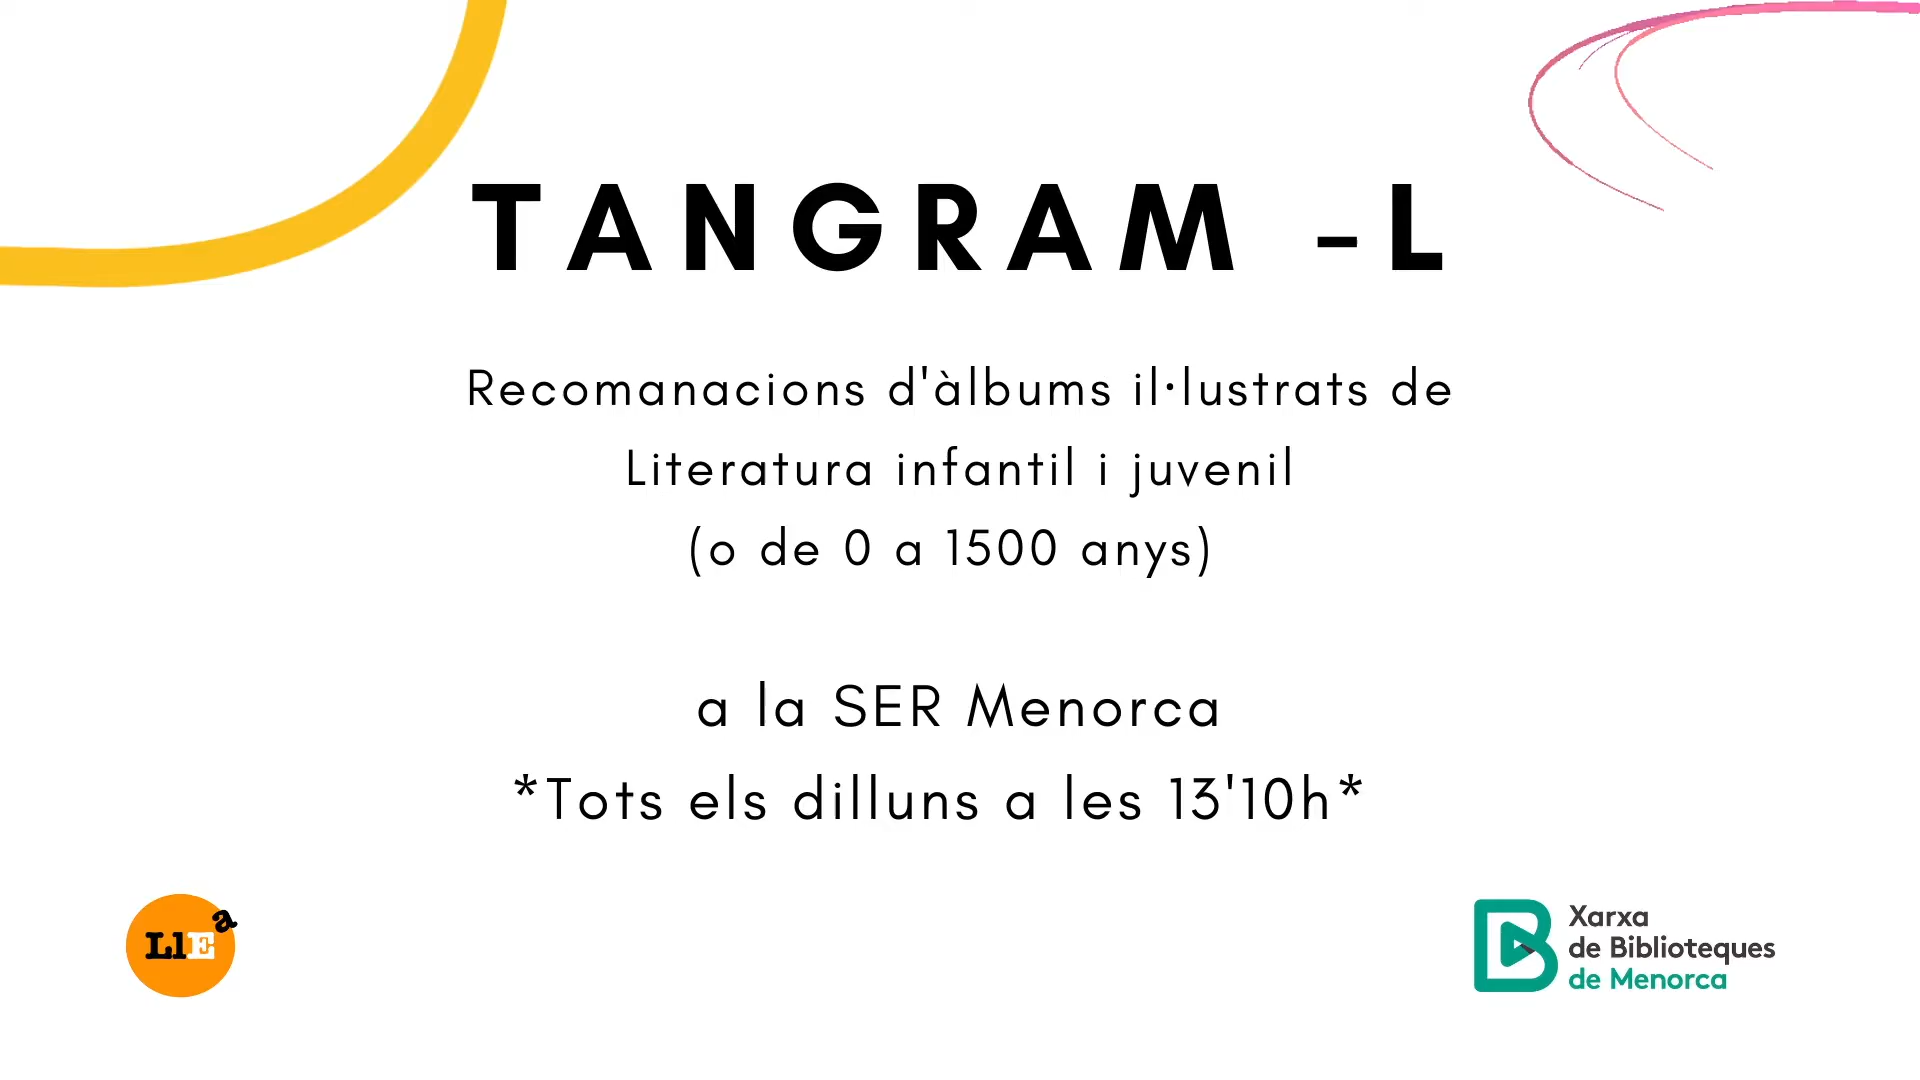 TANGRAM -L
Recomanacions d'àlbums il·lustrats de
Literatura infantil i juvenil
(o de 0 a 1500 anys)
a la SER Menorca
*Tots els dilluns a les 13'10h*
LlEa
Xarxa
de Biblioteques
de Menorca